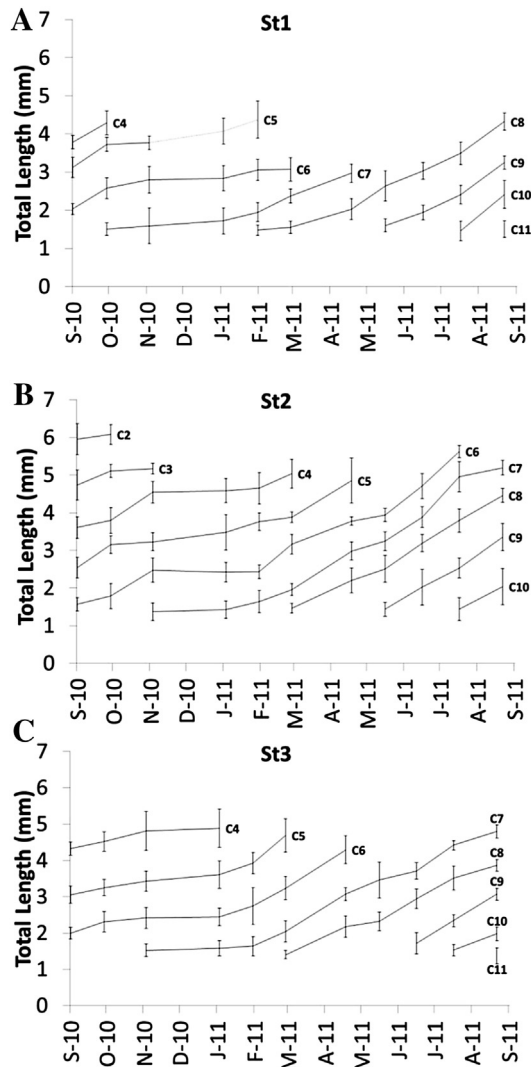 A
St1
Total Length (mm)
7
6
5
4
3
2
1
0
C4
C5
C6
C7
C8
C9
C10
C11
S-10
O-10
N-10
D-10
J-11
F-11
M-11
A-11
M-11
J-11
J-11
A-11
S-11
B
St2
Total Length (mm)
7
6
5
4
3
2
1
0
C2
C3
C4
C5
C6
C7
C8
C9
C10
S-10
O-10
N-10
D-10
J-11
F-11
M-11
A-11
M-11
J-11
J-11
A-11
S-11
C
St3
Total Length (mm)
7
6
5
4
3
2
1
0
C4
C5
C6
C7
C8
C9
C10
C11
S-10
O-10
N-10
D-10
J-11
F-11
M-11
A-11
M-11
J-11
J-11
A-11
S-11